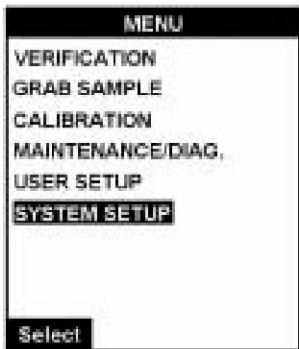 MENU
VERIFICATION
GRAB SAMPLE
CALIBRATION
MAINTENANCE/DIAG.
USER SETUP
SYSTEM SETUP
Select